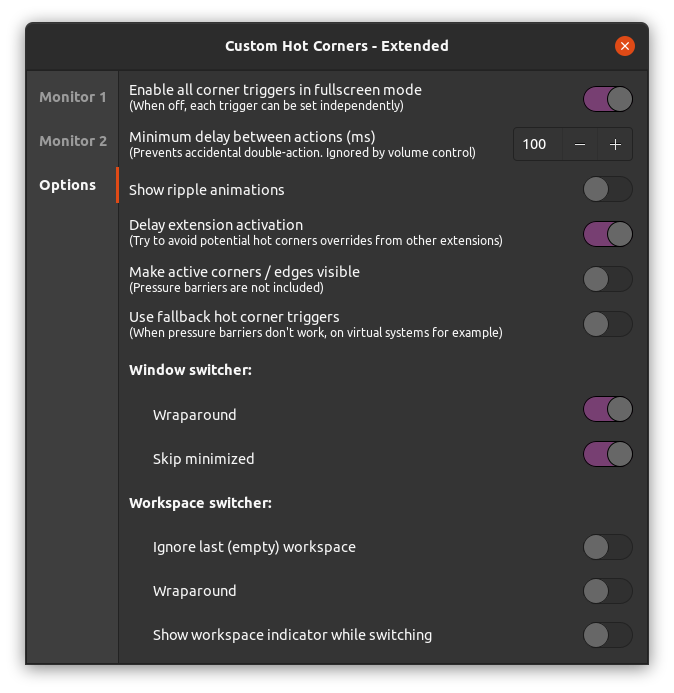 Custom Hot Corners - Extended
Monitor 1
Monitor 2
Options
Enable all corner triggers in fullscreen mode
(When off, each trigger can be set independently)
Minimum delay between actions (ms)
(Prevents accidental double-action. Ignored by volume control)
100
Show ripple animations
Delay extension activation
(Try to avoid potential hot corners overrides from other extensions)
Make active corners / edges visible
(Pressure barriers are not included)
Use fallback hot corner triggers
(When pressure barriers don't work, on virtual systems for example)
Window switcher:
Wraparound
Skip minimized
Workspace switcher:
Ignore last (empty) workspace
Wraparound
Show workspace indicator while switching